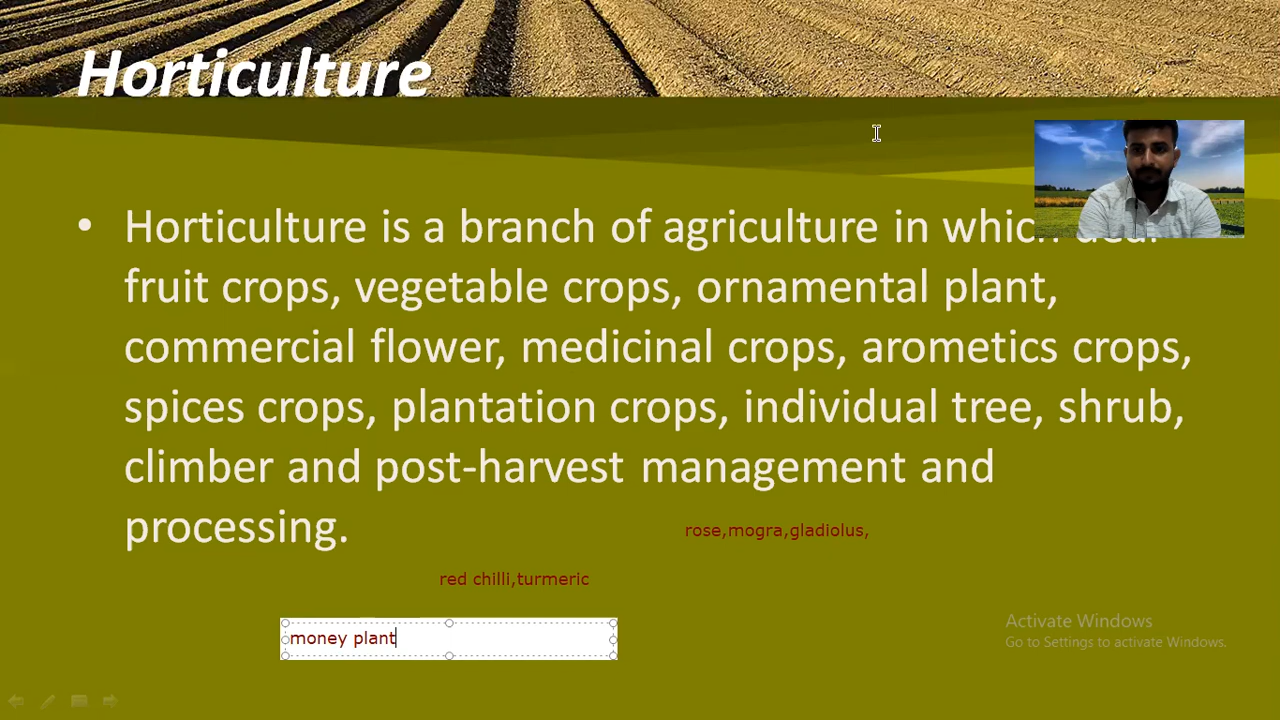 Horticulture
• Horticulture is a branch of agriculture in which deal
fruit crops, vegetable crops, ornamental plant,
commercial flower, medicinal crops, arometics crops,
spices crops, plantation crops, individual tree, shrub,
climber and post-harvest management and
processing.
rose,mogra,gladiolus,
red chilli,turmeric
money plant
Activate Windows
Go to Settings to activate Windows.